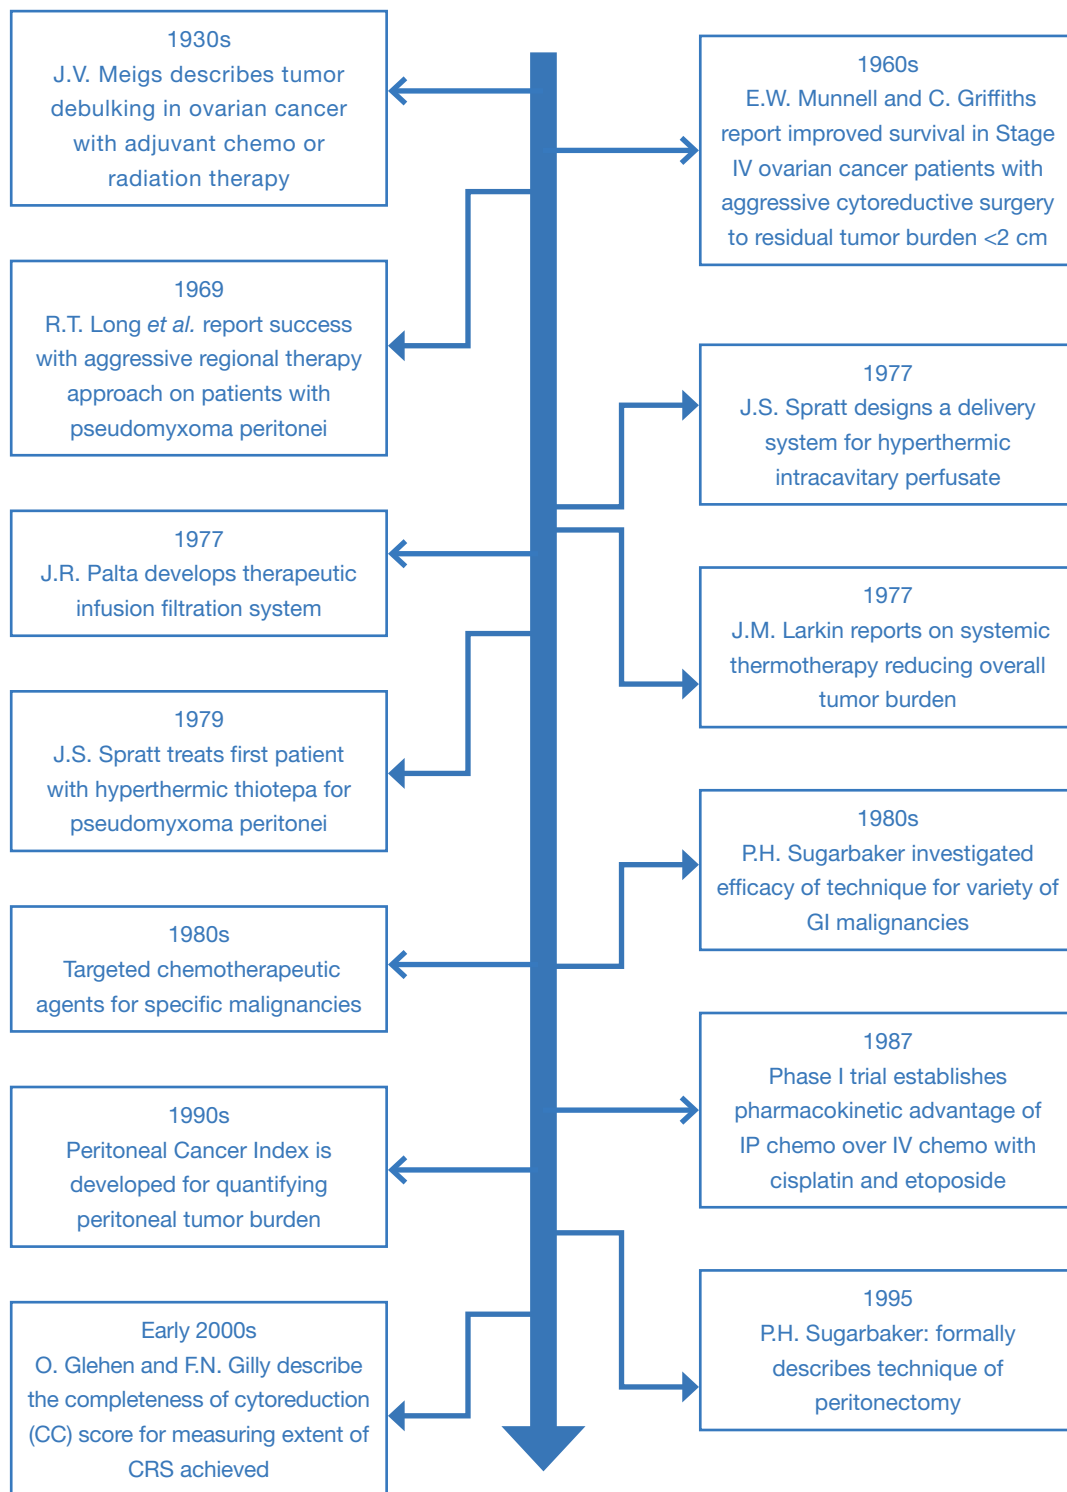 1930s
J.V. Meigs describes tumor
debulking in ovarian cancer
with adjuvant chemo or
radiation therapy
1960s
E.W. Munnell and C. Griffiths
report improved survival in Stage
IV ovarian cancer patients with
aggressive cytoreductive surgery
to residual tumor burden <2 cm
1969
R.T. Long et al. report success
with aggressive regional therapy
approach on patients with
pseudomyxoma peritonei
1977
J.S. Spratt designs a delivery
system for hyperthermic
intracavitary perfusate
1977
J.R. Palta develops therapeutic
infusion filtration system
1977
J.M. Larkin reports on systemic
thermotherapy reducing overall
tumor burden
1979
J.S. Spratt treats first patient
with hyperthermic thiotepa for
pseudomyxoma peritonei
1980s
P.H. Sugarbaker investigated
efficacy of technique for variety of
GI malignancies
1980s
Targeted chemotherapeutic
agents for specific malignancies
1987
Phase I trial establishes
pharmacokinetic advantage of
IP chemo over IV chemo with
cisplatin and etoposide
1990s
Peritoneal Cancer Index is
developed for quantifying
peritoneal tumor burden
1995
P.H. Sugarbaker: formally
describes technique of
peritonectomy
Early 2000s
O. Glehen and F.N. Gilly describe
the completeness of cytoreduction
(CC) score for measuring extent of
CRS achieved